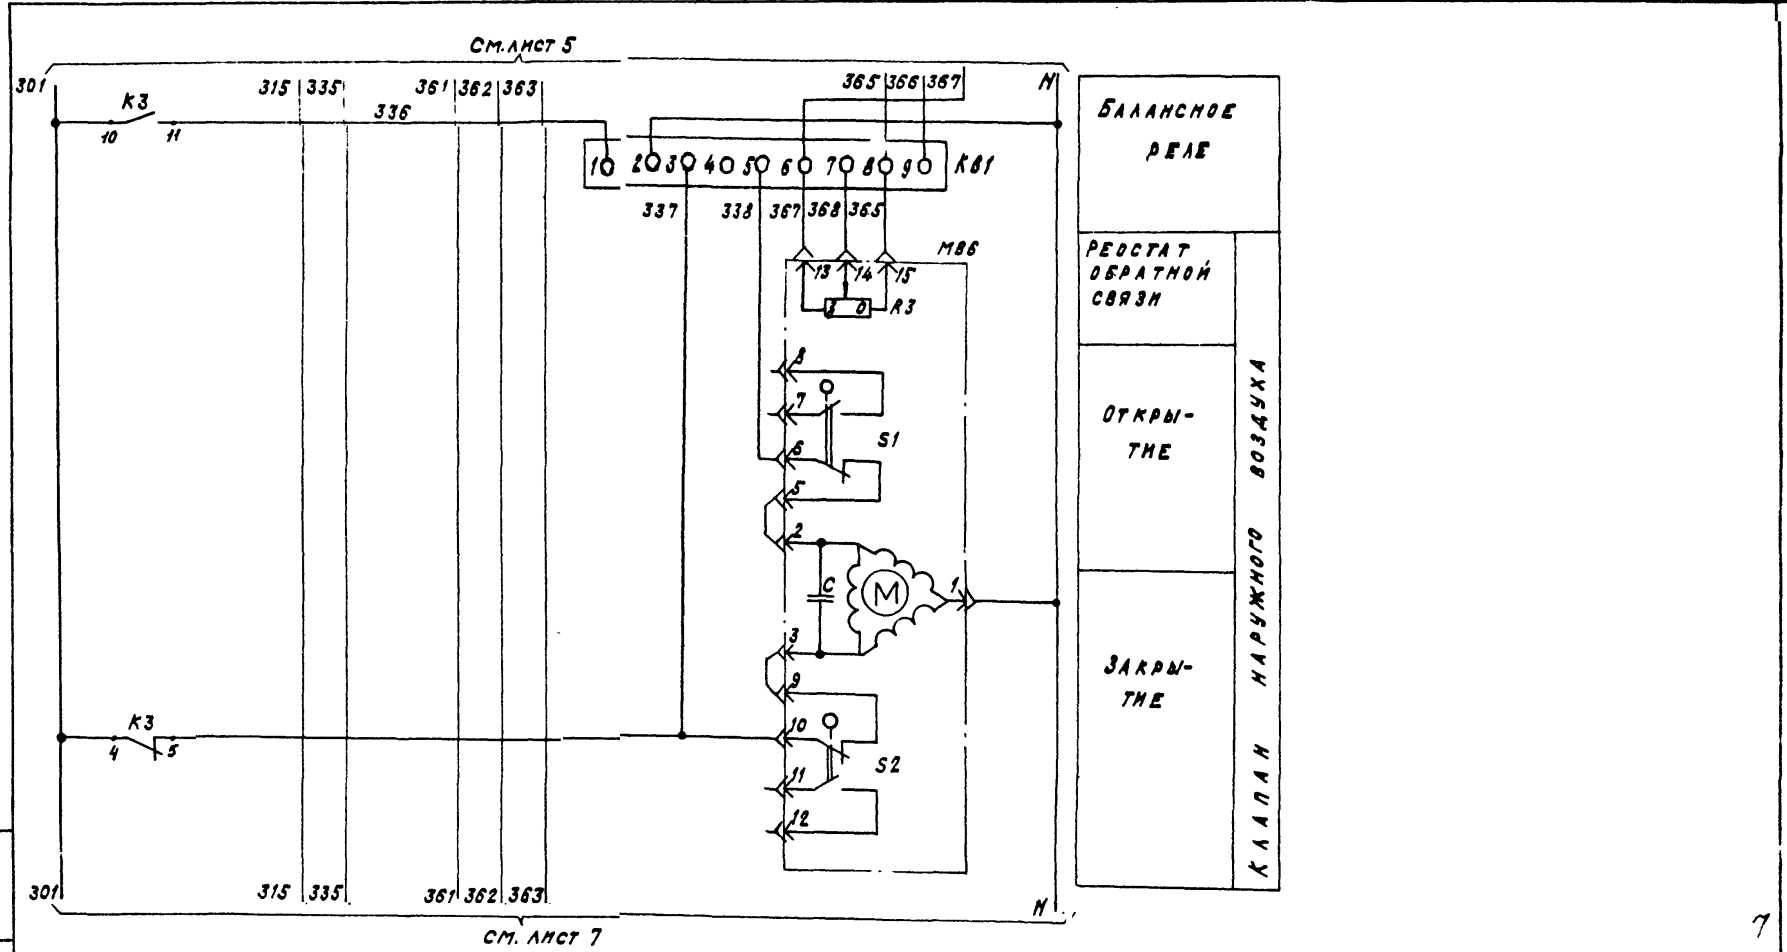 См. лист 5
301 315 335 361 362 363 365 366 367 N
К3
10 11
336
1 2 3 4 5 6 7 8 9 КВ1
337 338 367 368 365
МВ6
13 14 15
R3
8
7
S1
6
5
2
С
М
1
3
9
10
S2
11
12
К3
4 5
301 315 335 361 362 363 N
См. лист 7
Балансное
реле
Реостат
обратной
связи
Откры-
тие
Закры-
тие
Клапан наружного воздуха
7